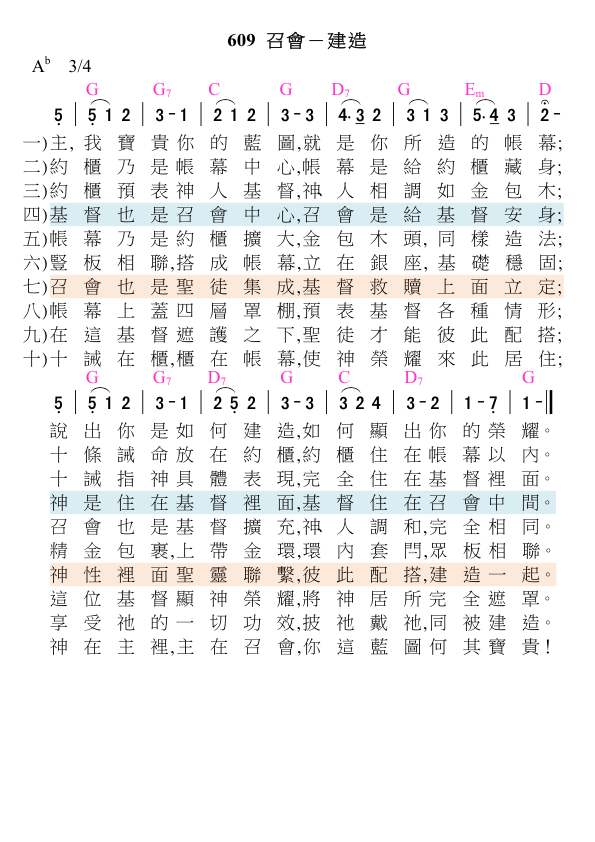 609 召會－建造
A♭ 3/4
G G7 C G D7 G Em D
5 | 5 1 2 | 3 - 1 | 2 1 2 | 3 - 3 | 4· 3 2 | 3 1 3 | 5· 4 3 | 2 -
一)主,我寶貴你的藍圖,就是你所造的帳幕;
二)約櫃乃是帳幕中心,帳幕是給約櫃藏身;
三)約櫃預表神人基督,神人相調如金包木;
四)基督也是召會中心,召會是給基督安身;
五)帳幕乃是約櫃擴大,金包木頭,同樣造法;
六)豎板相聯,搭成帳幕,立在銀座,基礎穩固;
七)召會也是聖徒集成,基督救贖上面立定;
八)帳幕上蓋四層罩棚,預表基督各種情形;
九)在這基督遮護之下,聖徒才能彼此配搭;
十)十誡在櫃,櫃在帳幕,使神榮耀來此居住;
G G7 D7 G C D7 G
5 | 5 1 2 | 3 - 1 | 2 5 2 | 3 - 3 | 3 2 4 | 3 - 2 | 1 - 7 | 1 - ‖
說出你是如何建造,如何顯出你的榮耀。
十條誡命放在約櫃,約櫃住在帳幕以內。
十誡指神具體表現,完全住在基督裡面。
神是住在基督裡面,基督住在召會中間。
召會也是基督擴充,神人調和,完全相同。
精金包裹,上帶金環,環內套閂,眾板相聯。
神性裡面聖靈聯繫,彼此配搭,建造一起。
這位基督顯神榮耀,將神居所完全遮罩。
享受祂的一切功效,披祂戴祂,同被建造。
神在主裡,主在召會,你這藍圖何其寶貴！